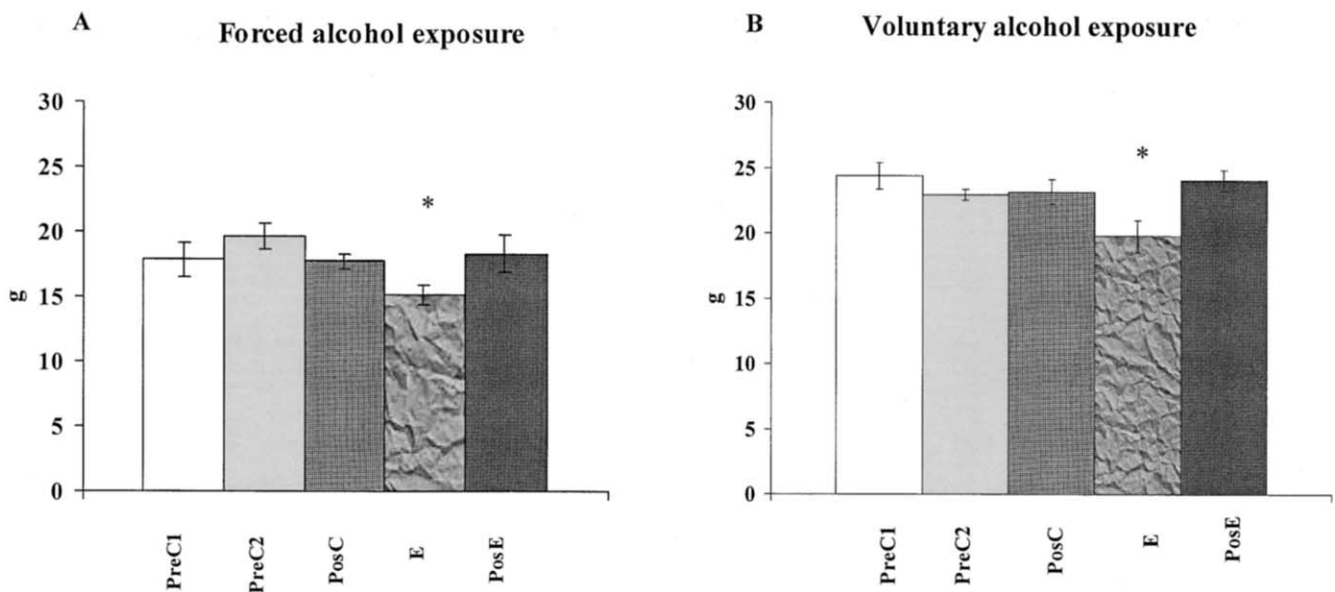 A
Forced alcohol exposure
30
25
20
15
10
5
0
g
*
PreC1
PreC2
PosC
E
PosE
B
Voluntary alcohol exposure
30
25
20
15
10
5
0
g
*
PreC1
PreC2
PosC
E
PosE